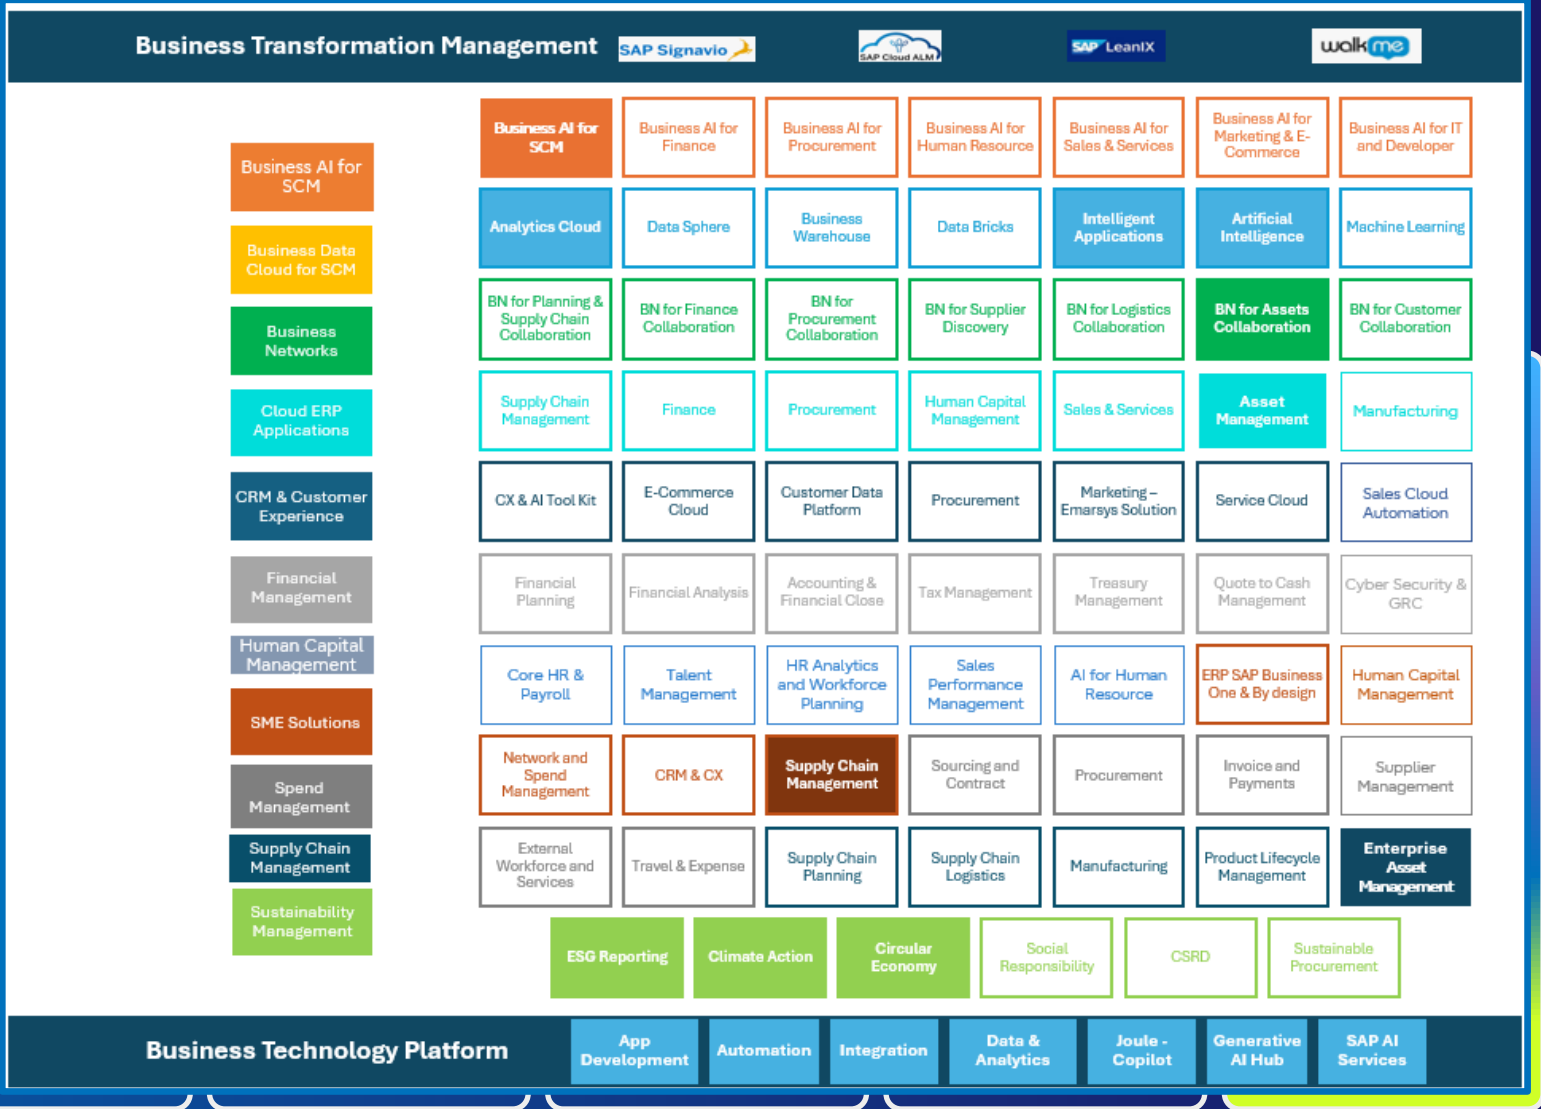 Business Transformation Management
SAP Signavio
SAP Cloud ALM
SAP LeanIX
walkme
Business AI for
SCM
Business Data
Cloud for SCM
Business
Networks
Cloud ERP
Applications
CRM & Customer
Experience
Financial
Management
Human Capital
Management
SME Solutions
Spend
Management
Supply Chain
Management
Sustainability
Management
Business AI for
SCM
Business AI for
Finance
Business AI for
Procurement
Business AI for
Human Resource
Business AI for
Sales & Services
Business AI for
Marketing & E-
Commerce
Business AI for IT
and Developer
Analytics Cloud
Data Sphere
Business
Warehouse
Data Bricks
Intelligent
Applications
Artificial
Intelligence
Machine Learning
BN for Planning &
Supply Chain
Collaboration
BN for Finance
Collaboration
BN for
Procurement
Collaboration
BN for Supplier
Discovery
BN for Logistics
Collaboration
BN for Assets
Collaboration
BN for Customer
Collaboration
Supply Chain
Management
Finance
Procurement
Human Capital
Management
Sales & Services
Asset
Management
Manufacturing
CX & AI Tool Kit
E-Commerce
Cloud
Customer Data
Platform
Procurement
Marketing –
Emarsys Solution
Service Cloud
Sales Cloud
Automation
Financial
Planning
Financial Analysis
Accounting &
Financial Close
Tax Management
Treasury
Management
Quote to Cash
Management
Cyber Security &
GRC
Core HR &
Payroll
Talent
Management
HR Analytics
and Workforce
Planning
Sales
Performance
Management
AI for Human
Resource
ERP SAP Business
One & By design
Human Capital
Management
Network and
Spend
Management
CRM & CX
Supply Chain
Management
Sourcing and
Contract
Procurement
Invoice and
Payments
Supplier
Management
External
Workforce and
Services
Travel & Expense
Supply Chain
Planning
Supply Chain
Logistics
Manufacturing
Product Lifecycle
Management
Enterprise
Asset
Management
ESG Reporting
Climate Action
Circular
Economy
Social
Responsibility
CSRD
Sustainable
Procurement
Business Technology Platform
App
Development
Automation
Integration
Data &
Analytics
Joule -
Copilot
Generative
AI Hub
SAP AI
Services